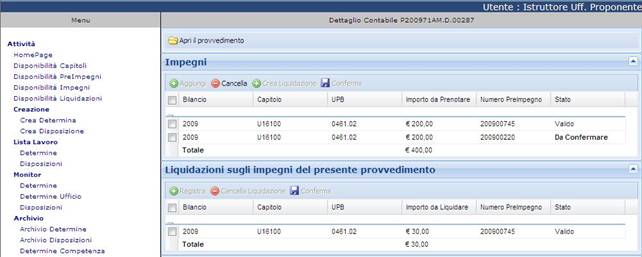 Utente : Istruttore Uff. Proponente
Menu
Dettaglio Contabile P200971AM.D.00287
Attività
HomePage
Disponibilità Capitoli
Disponibilità PreImpegni
Disponibilità Impegni
Disponibilità Liquidazioni
Creazione
Crea Determina
Crea Disposizione
Lista Lavoro
Determine
Disposizioni
Monitor
Determine
Determine Ufficio
Disposizioni
Archivio
Archivio Determine
Archivio Disposizioni
Determine Competenza
Apri il provvedimento
Impegni
Aggiungi Cancella Crea Liquidazione Conferma
Bilancio Capitolo UPB Importo da Prenotare Numero PreImpegno Stato
2009 U16100 0461.02 € 200,00 200900745 Valido
2009 U16100 0461.02 € 200,00 200900220 Da Confermare
Totale € 400,00
Liquidazioni sugli impegni del presente provvedimento
Registra Cancella Liquidazione Conferma
Bilancio Capitolo UPB Importo da Liquidare Numero PreImpegno Stato
2009 U16100 0461.02 € 30,00 200900745 Valido
Totale € 30,00